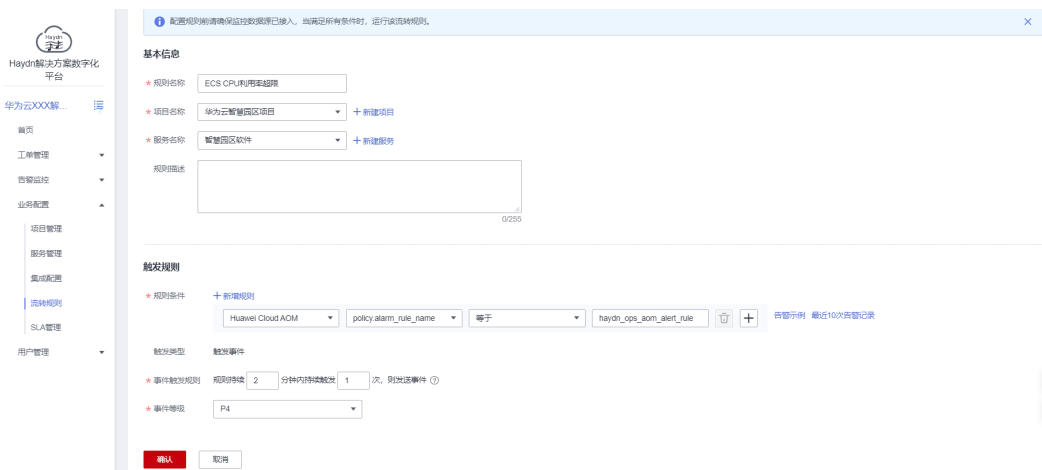 配置规则前请确保监控数据源已接入，当满足所有条件时，运行该流转规则。
Haydn
Haydn解决方案数字化
平台
华为云XXX解...
首页
工单管理
告警监控
业务配置
项目管理
服务管理
集成配置
流转规则
SLA管理
用户管理
基本信息
* 规则名称 ECS CPU利用率超限
* 项目名称 华为云智慧园区项目 + 新建项目
* 服务名称 智慧园区软件 + 新建服务
规则描述
0/255
触发规则
* 规则条件 + 新增规则
Huawei Cloud AOM policy.alarm_rule_name 等于 haydn_ops_aom_alert_rule 告警示例 最近10次告警记录
触发类型 触发事件
* 事件触发规则 规则持续 2 分钟内持续触发 1 次，则发送事件
* 事件等级 P4
确认 取消